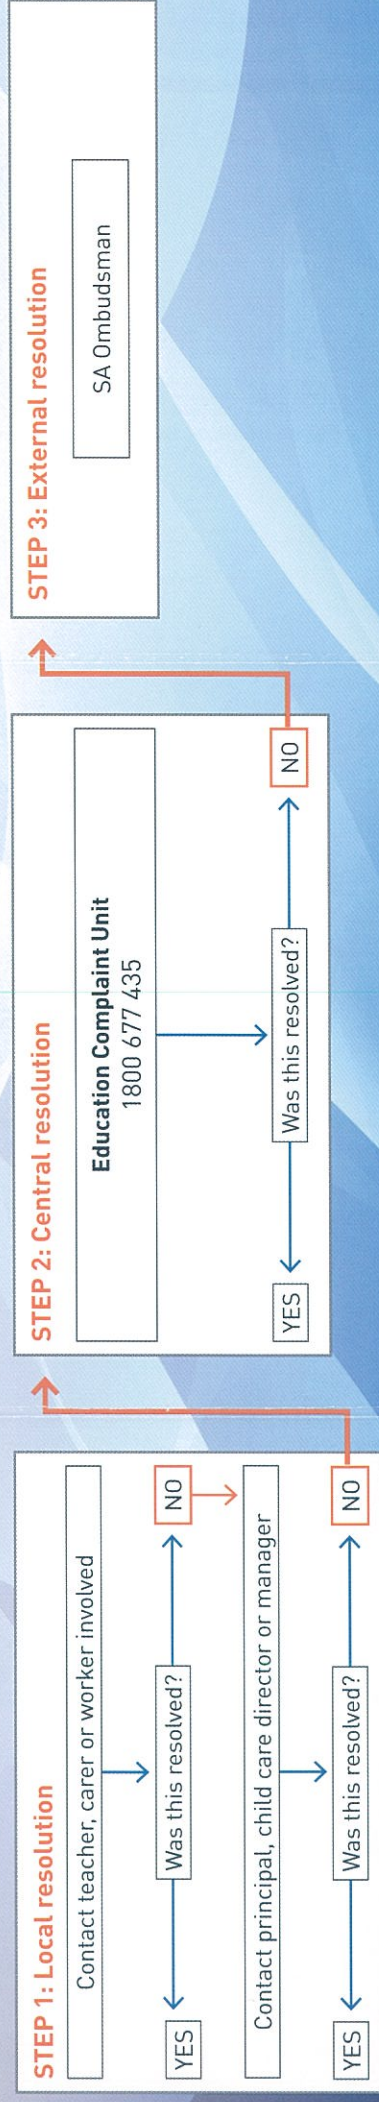 STEP 1: Local resolution
Contact teacher, carer or worker involved
Was this resolved?
YES
NO
Contact principal, child care director or manager
Was this resolved?
YES
NO
STEP 2: Central resolution
Education Complaint Unit
1800 677 435
Was this resolved?
YES
NO
STEP 3: External resolution
SA Ombudsman